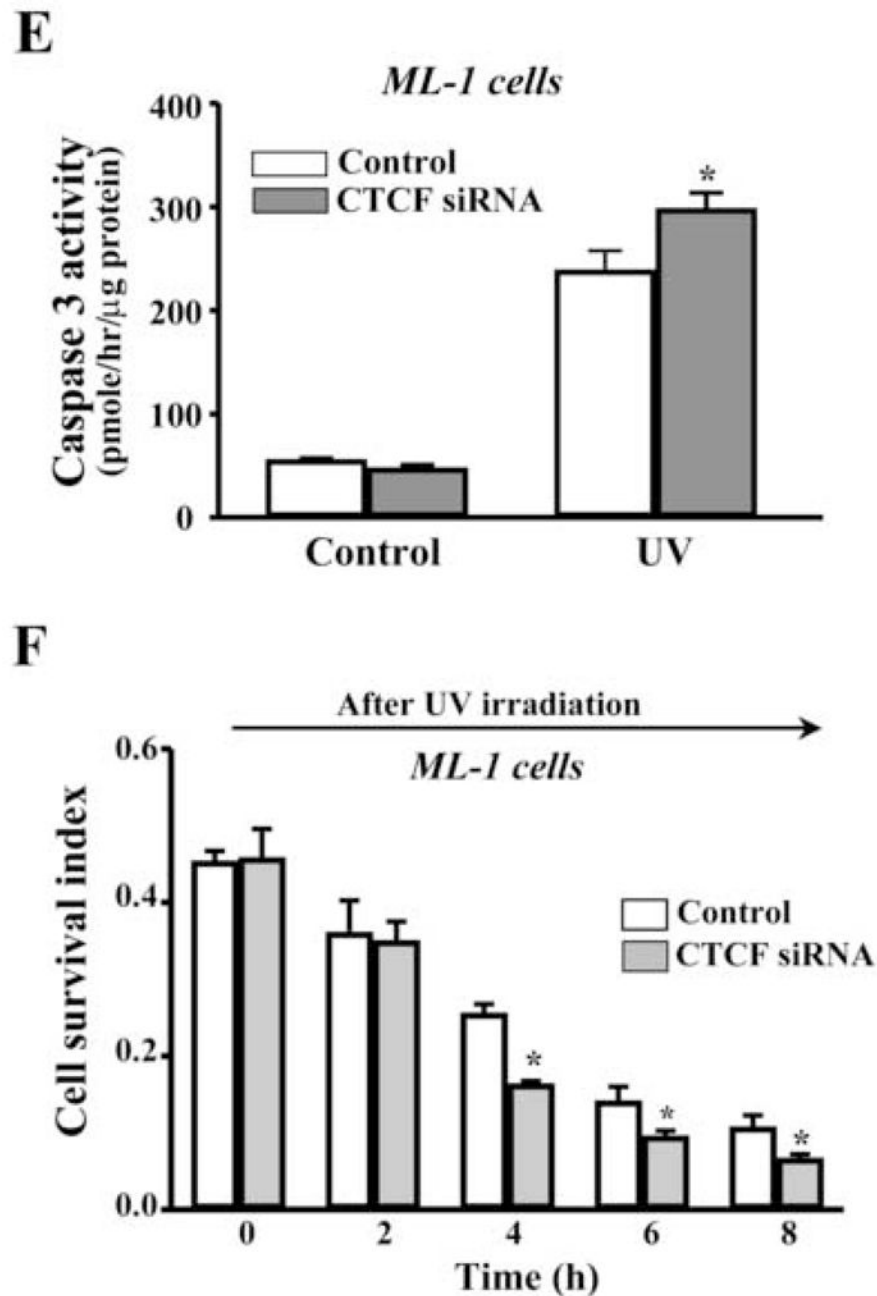 E
ML-1 cells
400
300
200
100
0
Caspase 3 activity
(pmole/hr/μg protein)
Control
CTCF siRNA
*
Control
UV
F
After UV irradiation
ML-1 cells
0.6
0.4
0.2
0.0
Cell survival index
Control
CTCF siRNA
*
*
*
0
2
4
6
8
Time (h)